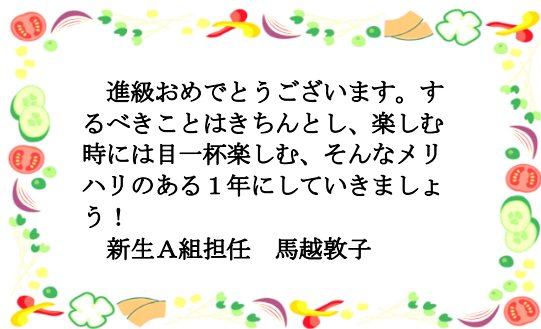 進級おめでとうございます。す
るべきことはきちんとし、楽しむ
時には目一杯楽しむ、そんなメリ
ハリのある１年にしていきましょ
う！
　新生Ａ組担任　馬越敦子